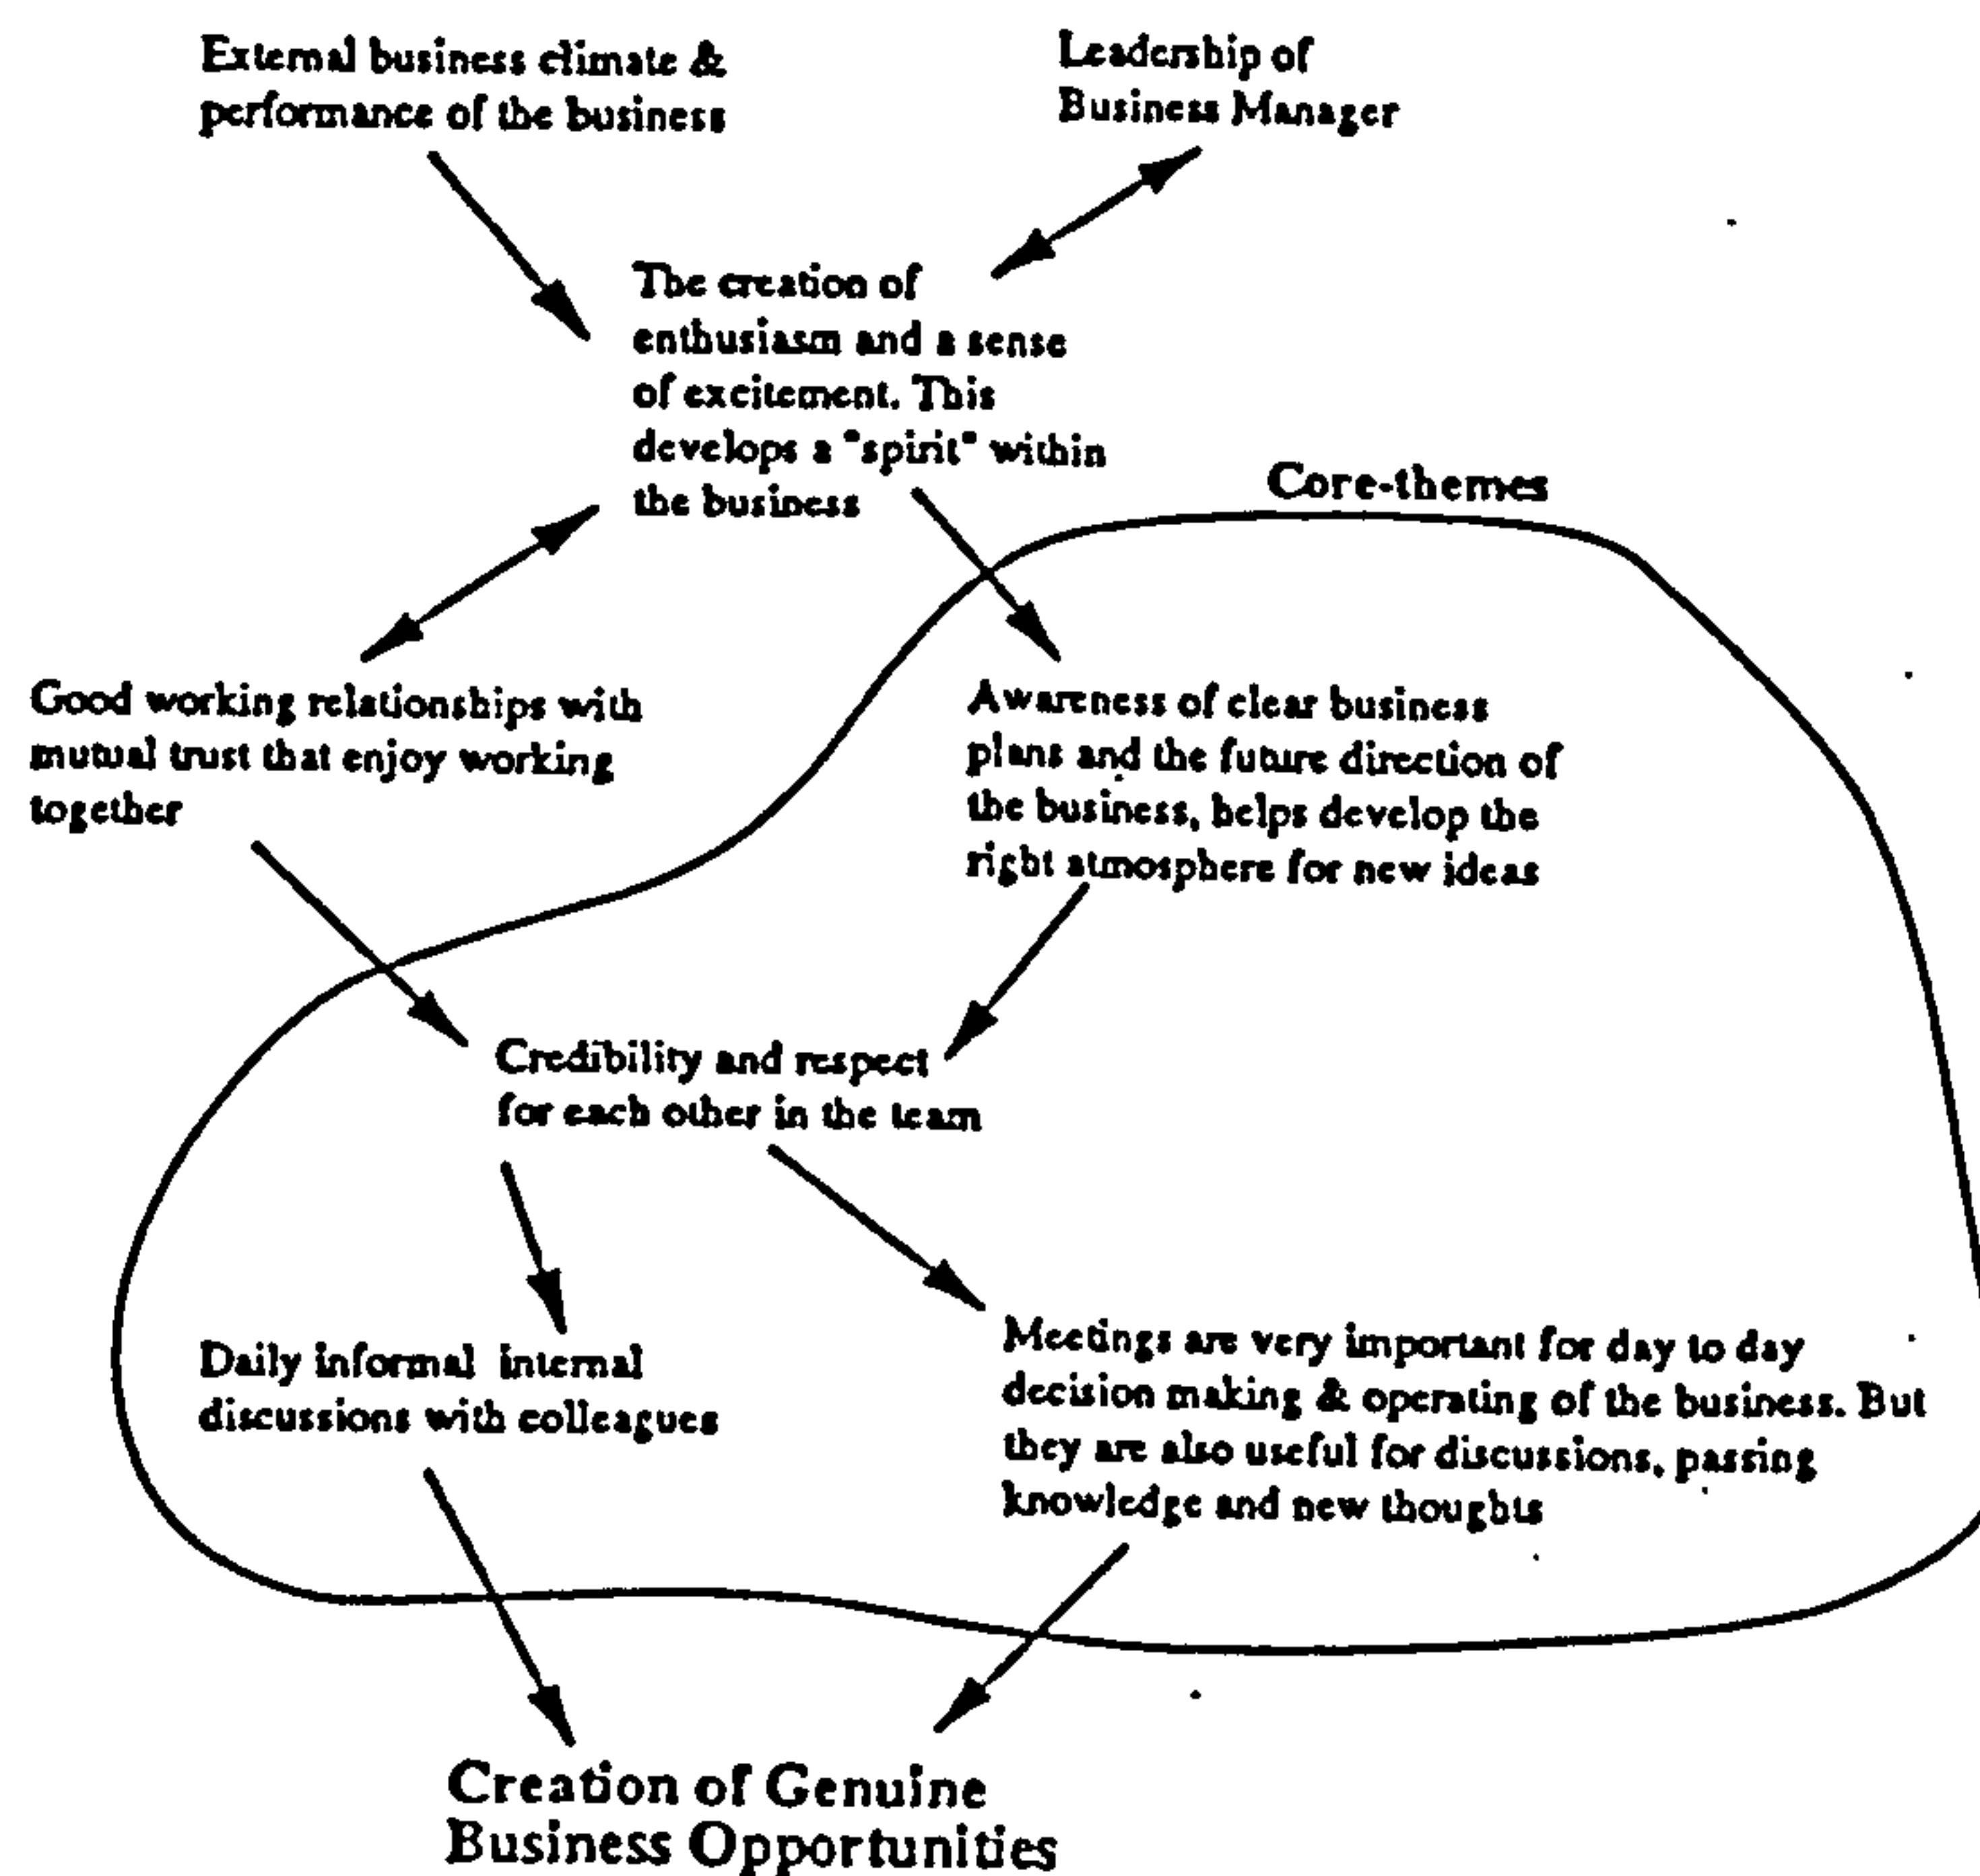 External business climate &
performance of the business
Leadership of
Business Manager
The creation of
enthusiasm and a sense
of excitement. This
develops a "spirit" within
the business
Core-themes
Good working relationships with
mutual trust that enjoy working
together
Awareness of clear business
plans and the future direction of
the business, helps develop the
right atmosphere for new ideas
Credibility and respect
for each other in the team
Daily informal internal
discussions with colleagues
Meetings are very important for day to day
decision making & operating of the business. But
they are also useful for discussions, passing
knowledge and new thoughts
Creation of Genuine
Business Opportunities